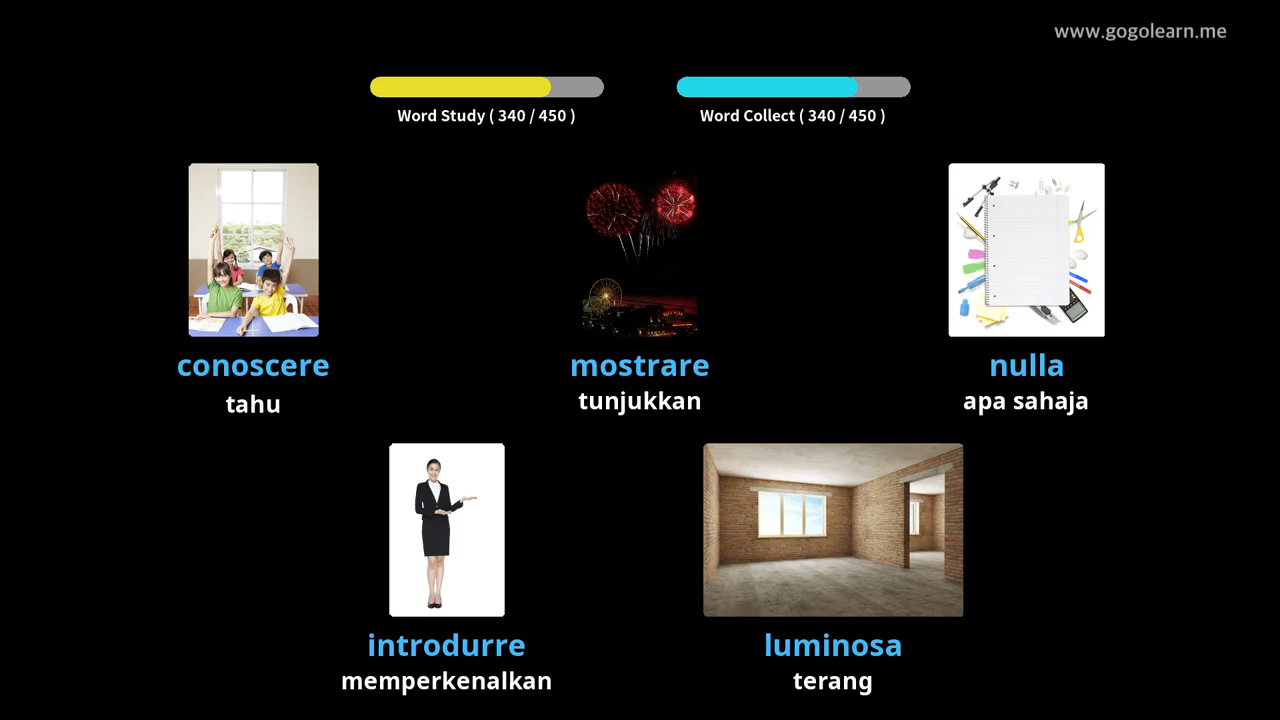 www.gogolearn.me
Word Study ( 340 / 450 )
Word Collect ( 340 / 450 )
conoscere
tahu
mostrare
tunjukkan
nulla
apa sahaja
introdurre
memperkenalkan
luminosa
terang